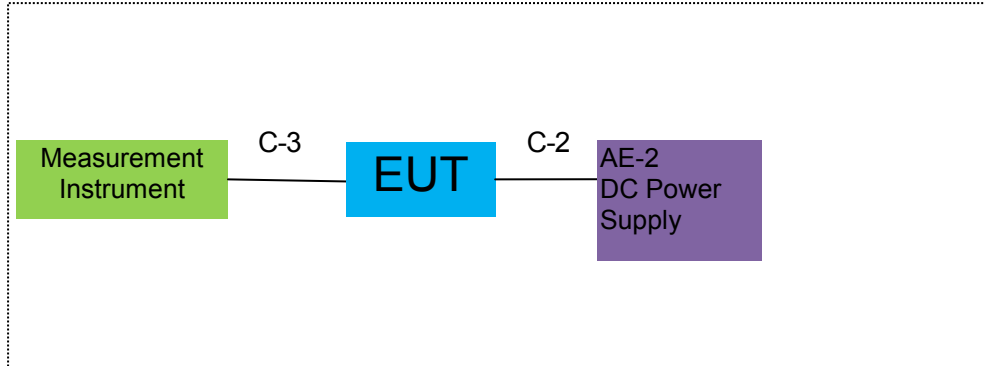 Measurement
Instrument
C-3
EUT
C-2
AE-2
DC Power
Supply